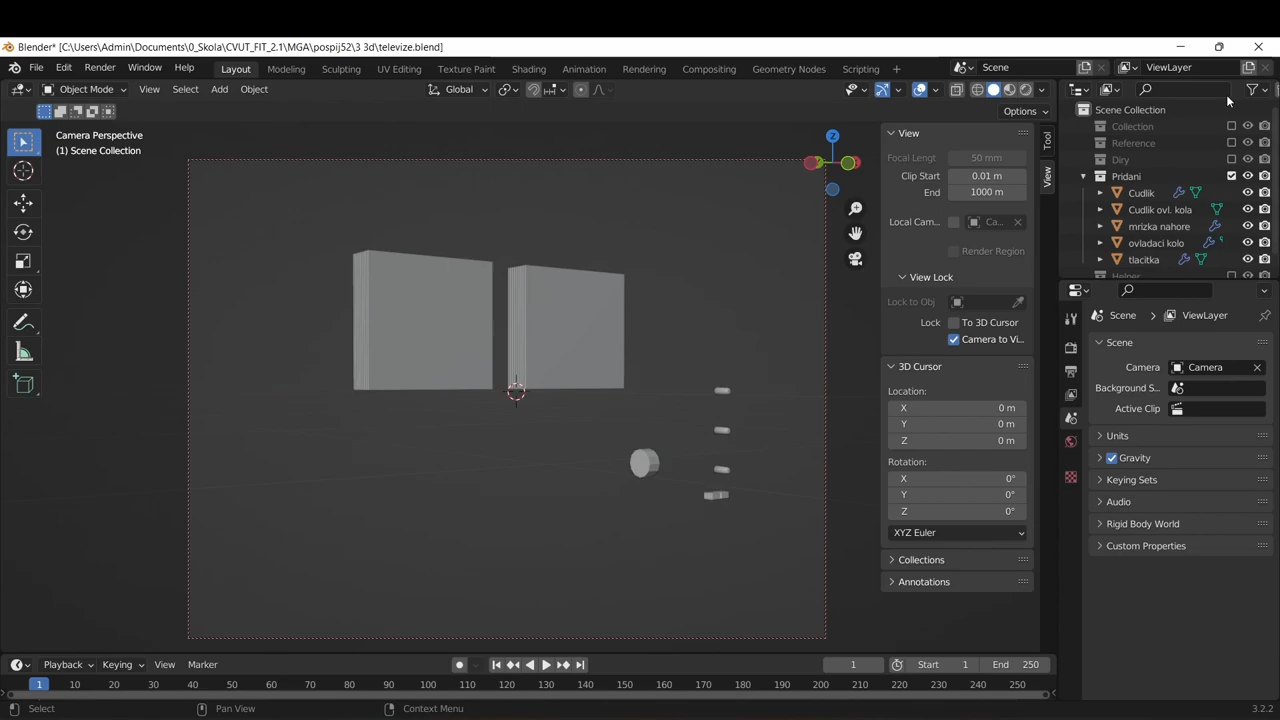 Blender* [C:\Users\Admin\Documents\0_Skola\CVUT_FIT_2.1\MGA\pospij52\3 3d\televize.blend]
File Edit Render Window Help Layout Modeling Sculpting UV Editing Texture Paint Shading Animation Rendering Compositing Geometry Nodes Scripting + Scene ViewLayer
Object Mode View Select Add Object Global
Options
Camera Perspective
(1) Scene Collection
Z
View
Focal Lengt 50 mm
Clip Start 0.01 m
End 1000 m
Local Cam... Ca...
Render Region
View Lock
Lock to Obj
Lock To 3D Cursor
Camera to Vi...
3D Cursor
Location:
X 0 m
Y 0 m
Z 0 m
Rotation:
X 0°
Y 0°
Z 0°
XYZ Euler
Collections
Annotations
Tool
View
Scene Collection
Collection
Reference
Diry
Pridani
Cudlik
Cudlik ovl. kola
mrizka nahore
ovladaci kolo
tlacitka
Helper
Scene ViewLayer
Scene
Camera Camera
Background S...
Active Clip
Units
Gravity
Keying Sets
Audio
Rigid Body World
Custom Properties
Playback Keying View Marker 1 Start 1 End 250
1 10 20 30 40 50 60 70 80 90 100 110 120 130 140 150 160 170 180 190 200 210 220 230 240 250
Select Pan View Context Menu 3.2.2